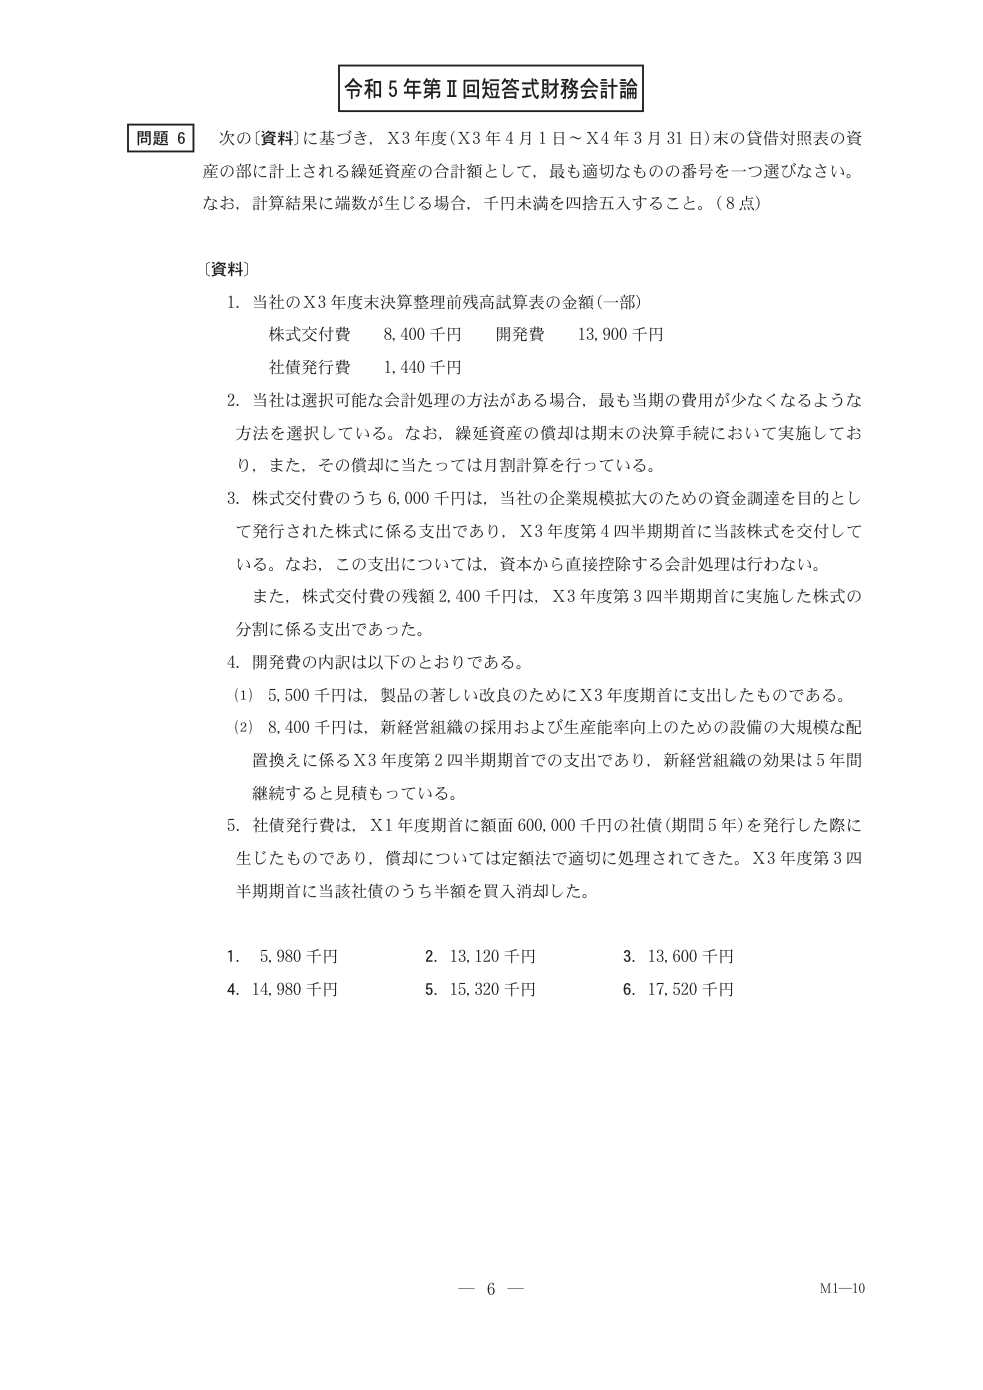 令和5年第Ⅱ回短答式財務会計論
問題 6 次の〔資料〕に基づき，X3年度(X3年4月1日～X4年3月31日)末の貸借対照表の資
産の部に計上される繰延資産の合計額として，最も適切なものの番号を一つ選びなさい。
なお，計算結果に端数が生じる場合，千円未満を四捨五入すること。(8点)
〔資料〕
1. 当社のX3年度末決算整理前残高試算表の金額(一部)
株式交付費 8,400千円 開発費 13,900千円
社債発行費 1,440千円
2. 当社は選択可能な会計処理の方法がある場合，最も当期の費用が少なくなるような
方法を選択している。なお，繰延資産の償却は期末の決算手続において実施してお
り，また，その償却に当たっては月割計算を行っている。
3. 株式交付費のうち6,000千円は，当社の企業規模拡大のための資金調達を目的とし
て発行された株式に係る支出であり，X3年度第4四半期期首に当該株式を交付して
いる。なお，この支出については，資本から直接控除する会計処理は行わない。
また，株式交付費の残額2,400千円は，X3年度第3四半期期首に実施した株式の
分割に係る支出であった。
4. 開発費の内訳は以下のとおりである。
(1) 5,500千円は，製品の著しい改良のためにX3年度期首に支出したものである。
(2) 8,400千円は，新経営組織の採用および生産能率向上のための設備の大規模な配
置換えに係るX3年度第2四半期期首での支出であり，新経営組織の効果は5年間
継続すると見積もっている。
5. 社債発行費は，X1年度期首に額面600,000千円の社債(期間5年)を発行した際に
生じたものであり，償却については定額法で適切に処理されてきた。X3年度第3四
半期期首に当該社債のうち半額を買入消却した。
1. 5,980千円 2. 13,120千円 3. 13,600千円
4. 14,980千円 5. 15,320千円 6. 17,520千円
― 6 ―
M1―10